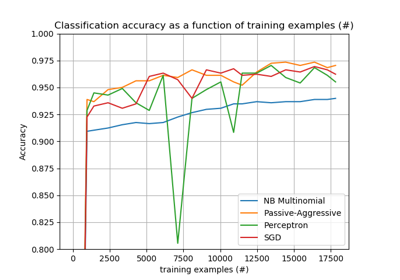 Classification accuracy as a function of training examples (#)
1.000
0.975
0.950
0.925
0.900
0.875
0.850
0.825
0.800
Accuracy
NB Multinomial
Passive-Aggressive
Perceptron
SGD
0 2500 5000 7500 10000 12500 15000 17500
training examples (#)